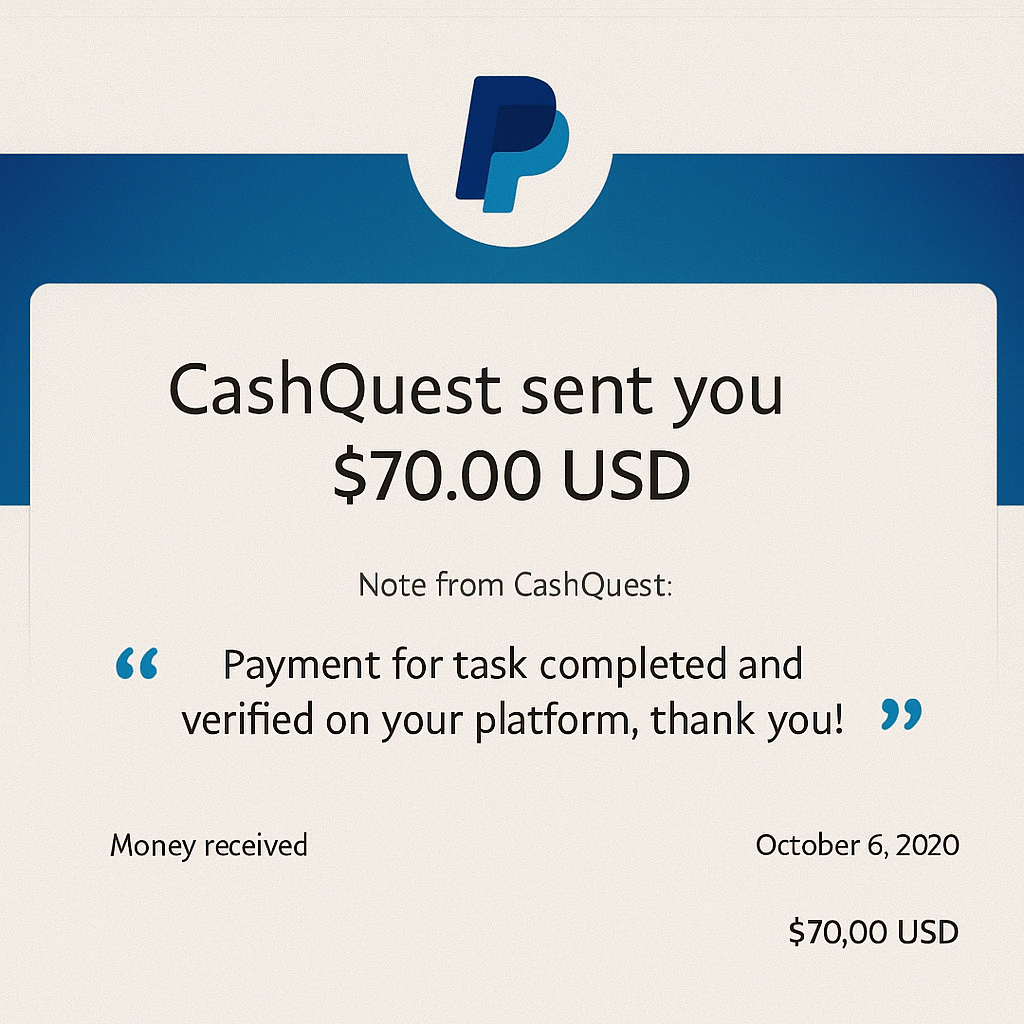 CashQuest sent you
$70.00 USD
Note from CashQuest:
“ Payment for task completed and
verified on your platform, thank you! ”
Money received October 6, 2020
$70,00 USD